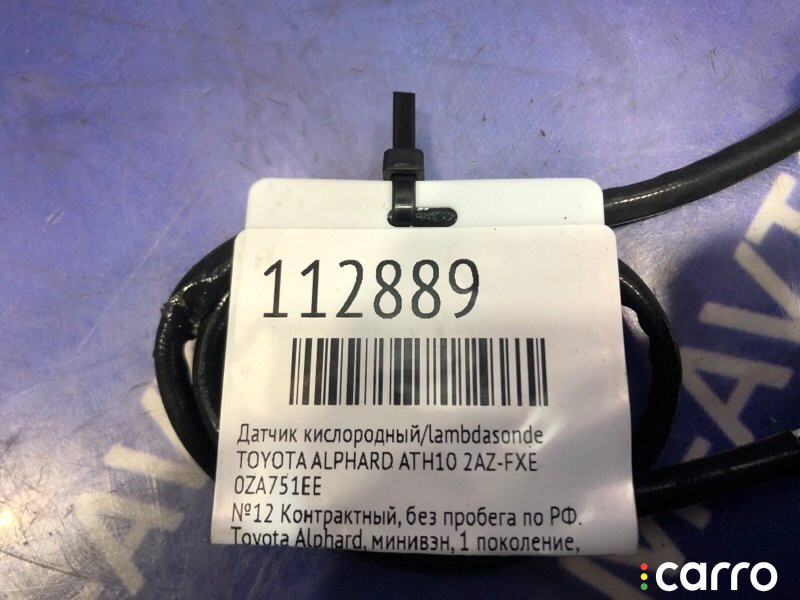 112889
Датчик кислородный/lambdasonde
TOYOTA ALPHARD ATH10 2AZ-FXE
0ZA751EE
№12 Контрактный, без пробега по РФ.
Toyota Alphard, минивэн, 1 поколение,
carro